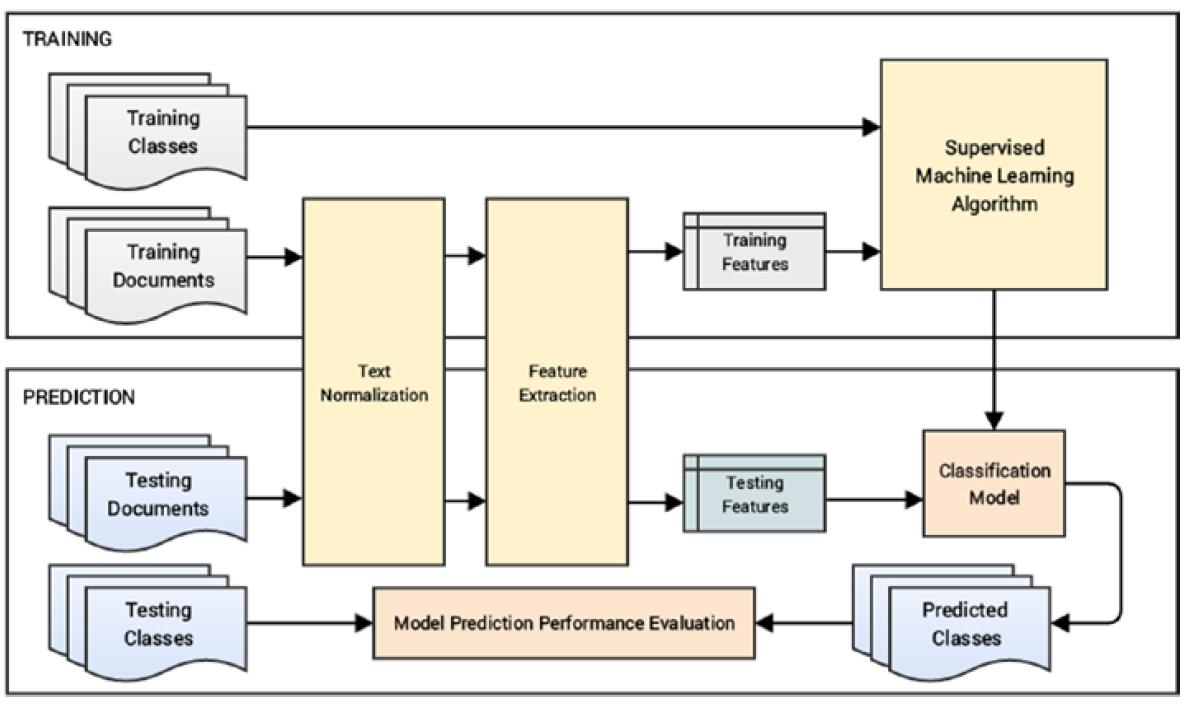 TRAINING
Training
Classes
Supervised
Machine Learning
Algorithm
Training
Documents
Training
Features
Text
Normalization
Feature
Extraction
PREDICTION
Testing
Documents
Testing
Features
Classification
Model
Testing
Classes
Model Prediction Performance Evaluation
Predicted
Classes